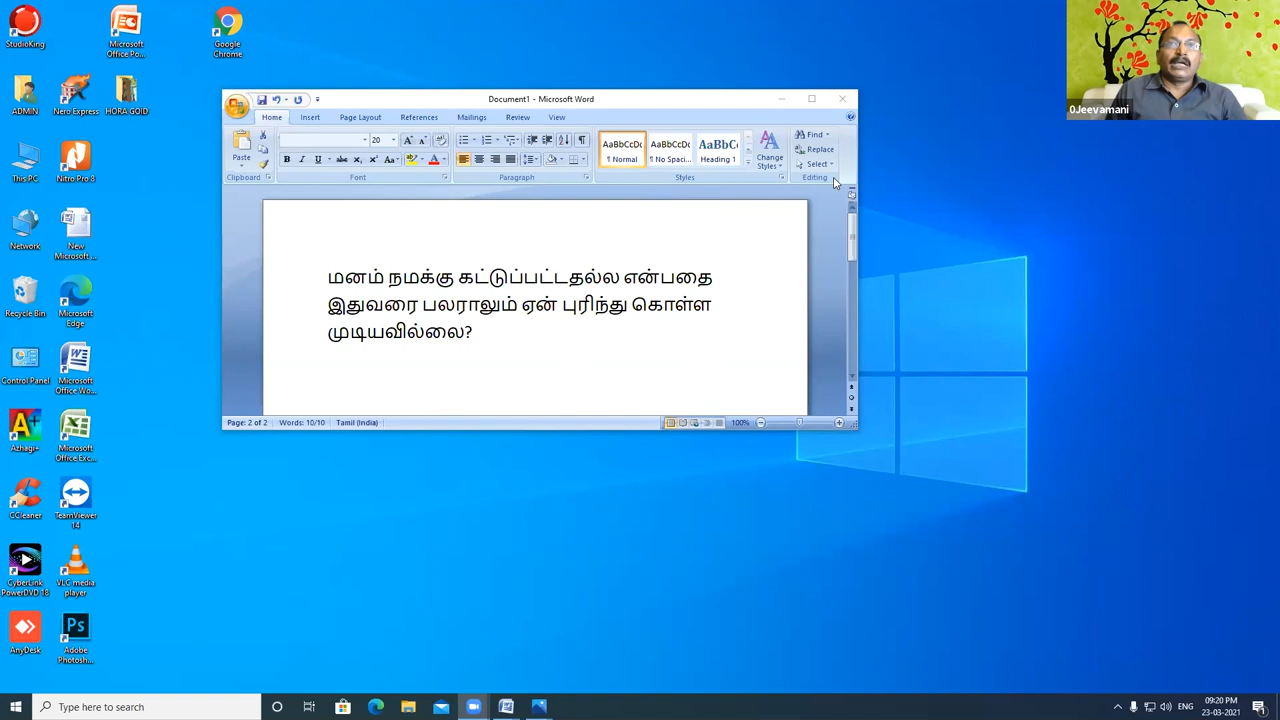 StudioKing
Microsoft
Office Po...
Google
Chrome
ADMIN
Nero Express
HORA GOID
This PC
Nitro Pro 8
Network
New
Microsoft ...
Recycle Bin
Microsoft
Edge
Control Panel
Microsoft
Office Wo...
Azhagi+
Microsoft
Office Exc...
CCleaner
TeamViewer
14
CyberLink
PowerDVD 18
VLC media
player
AnyDesk
Adobe
Photosh...
Document1 - Microsoft Word
Home Insert Page Layout References Mailings Review View
Paste
20
Clipboard Font Paragraph Styles Editing
AaBbCcDc AaBbCcDc AaBbCc
¶ Normal ¶ No Spaci... Heading 1
Change
Styles
Find
Replace
Select
மனம் நமக்கு கட்டுப்பட்டதல்ல என்பதை
இதுவரை பலராலும் ஏன் புரிந்து கொள்ள
முடியவில்லை?
Page: 2 of 2 Words: 10/10 Tamil (India) 100%
0Jeevamani
Type here to search
ENG
09:20 PM
23-03-2021